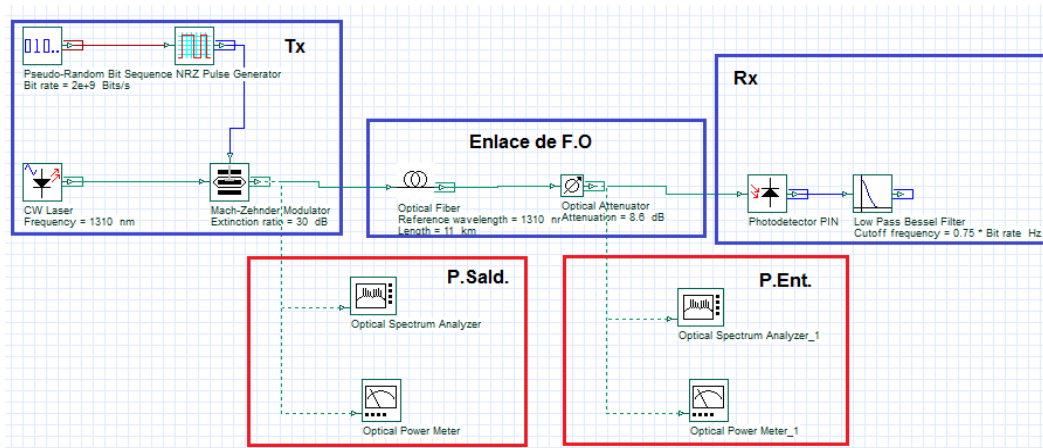 Tx
010..
Pseudo-Random Bit Sequence NRZ Pulse Generator
Bit rate = 2e+9 Bits/s
CW Laser
Frequency = 1310 nm
Mach-Zehnder Modulator
Extinction ratio = 30 dB
Enlace de F.O
Optical Fiber
Reference wavelength = 1310 nr
Length = 11 km
Optical Attenuator
Attenuation = 8.6 dB
Rx
Photodetector PIN
Low Pass Bessel Filter
Cutoff frequency = 0.75 * Bit rate Hz
P.Sald.
Optical Spectrum Analyzer
Optical Power Meter
P.Ent.
Optical Spectrum Analyzer_1
Optical Power Meter_1